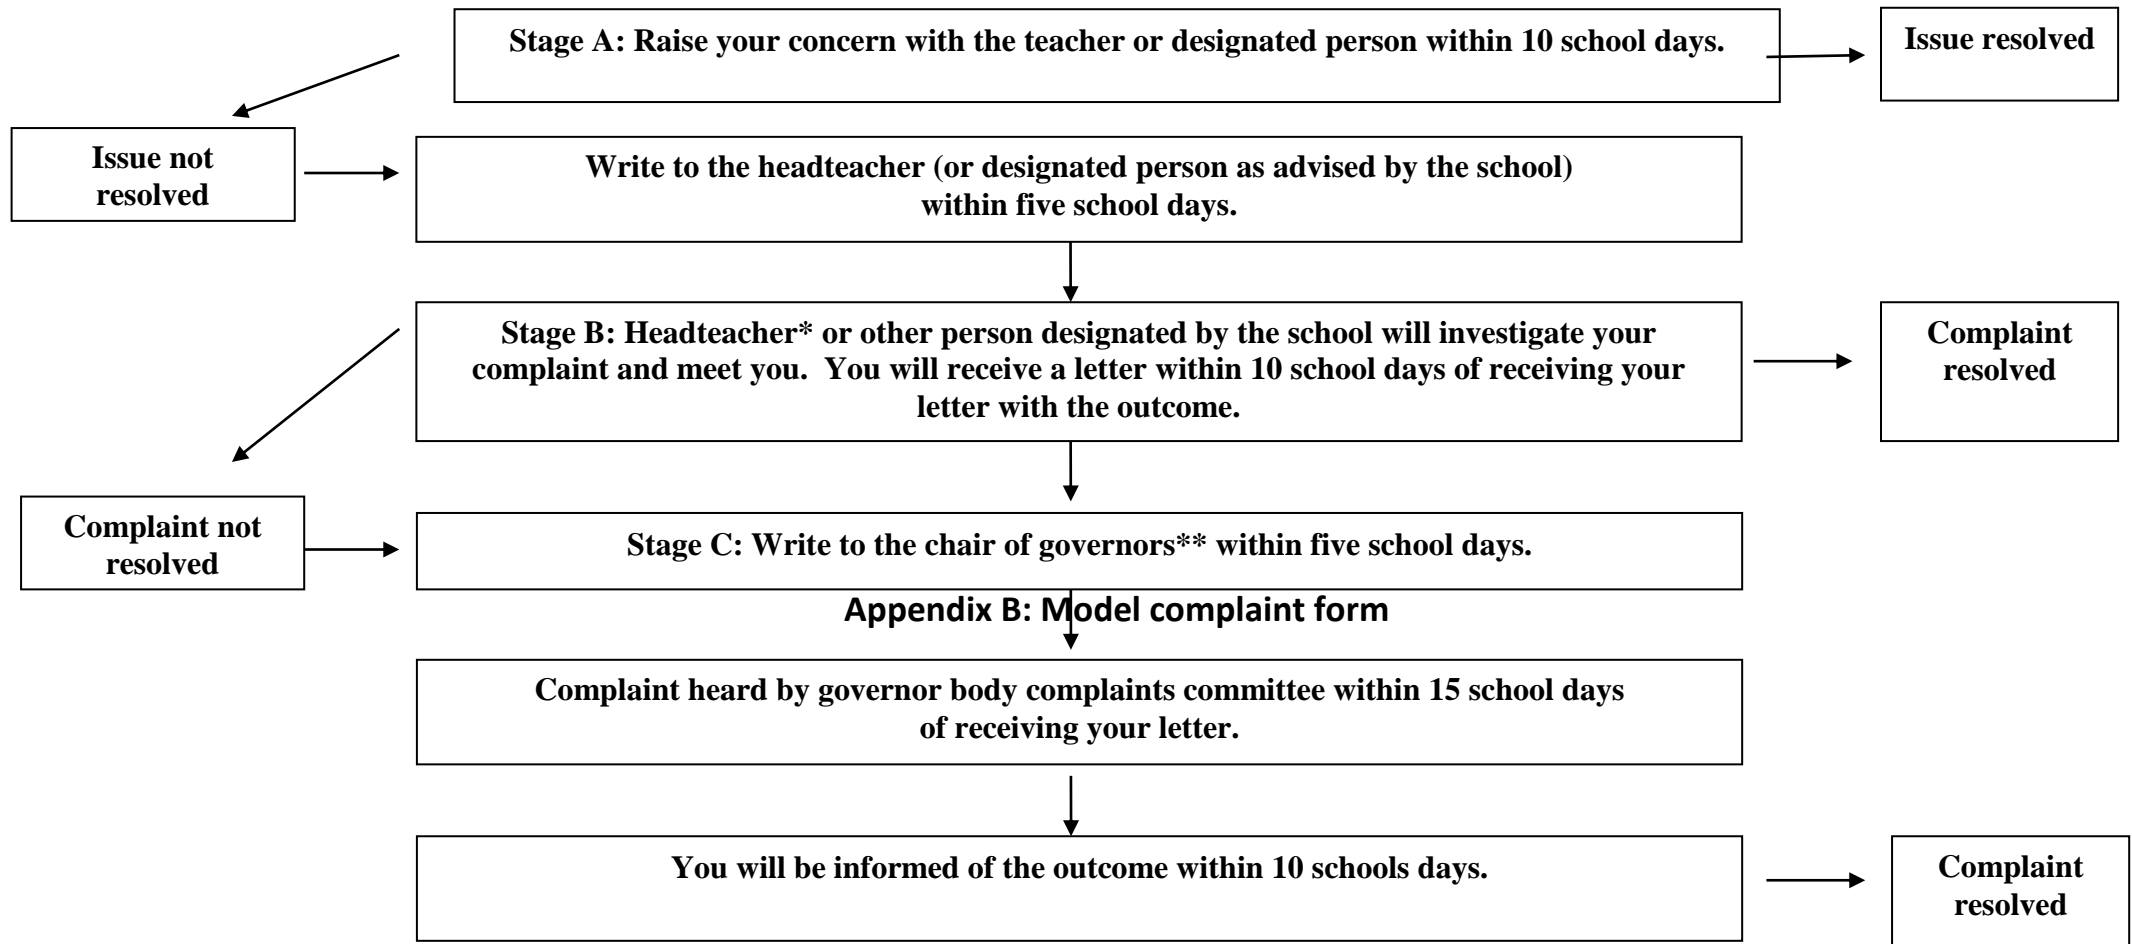 Stage A: Raise your concern with the teacher or designated person within 10 school days.
Issue resolved
Issue not
resolved
Write to the headteacher (or designated person as advised by the school)
within five school days.
Stage B: Headteacher* or other person designated by the school will investigate your
complaint and meet you. You will receive a letter within 10 school days of receiving your
letter with the outcome.
Complaint
resolved
Complaint not
resolved
Stage C: Write to the chair of governors** within five school days.
Appendix B: Model complaint form
Complaint heard by governor body complaints committee within 15 school days
of receiving your letter.
You will be informed of the outcome within 10 schools days.
Complaint
resolved